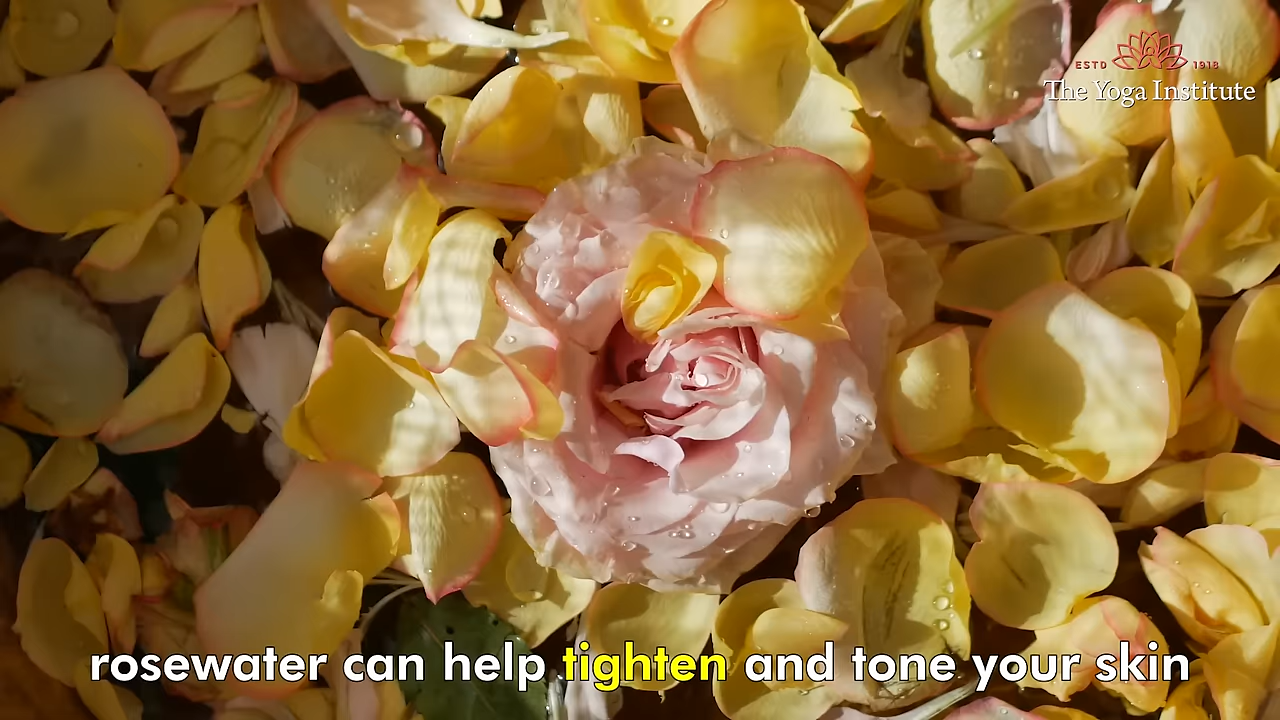 ESTD 1918
The Yoga Institute
rosewater can help tighten and tone your skin